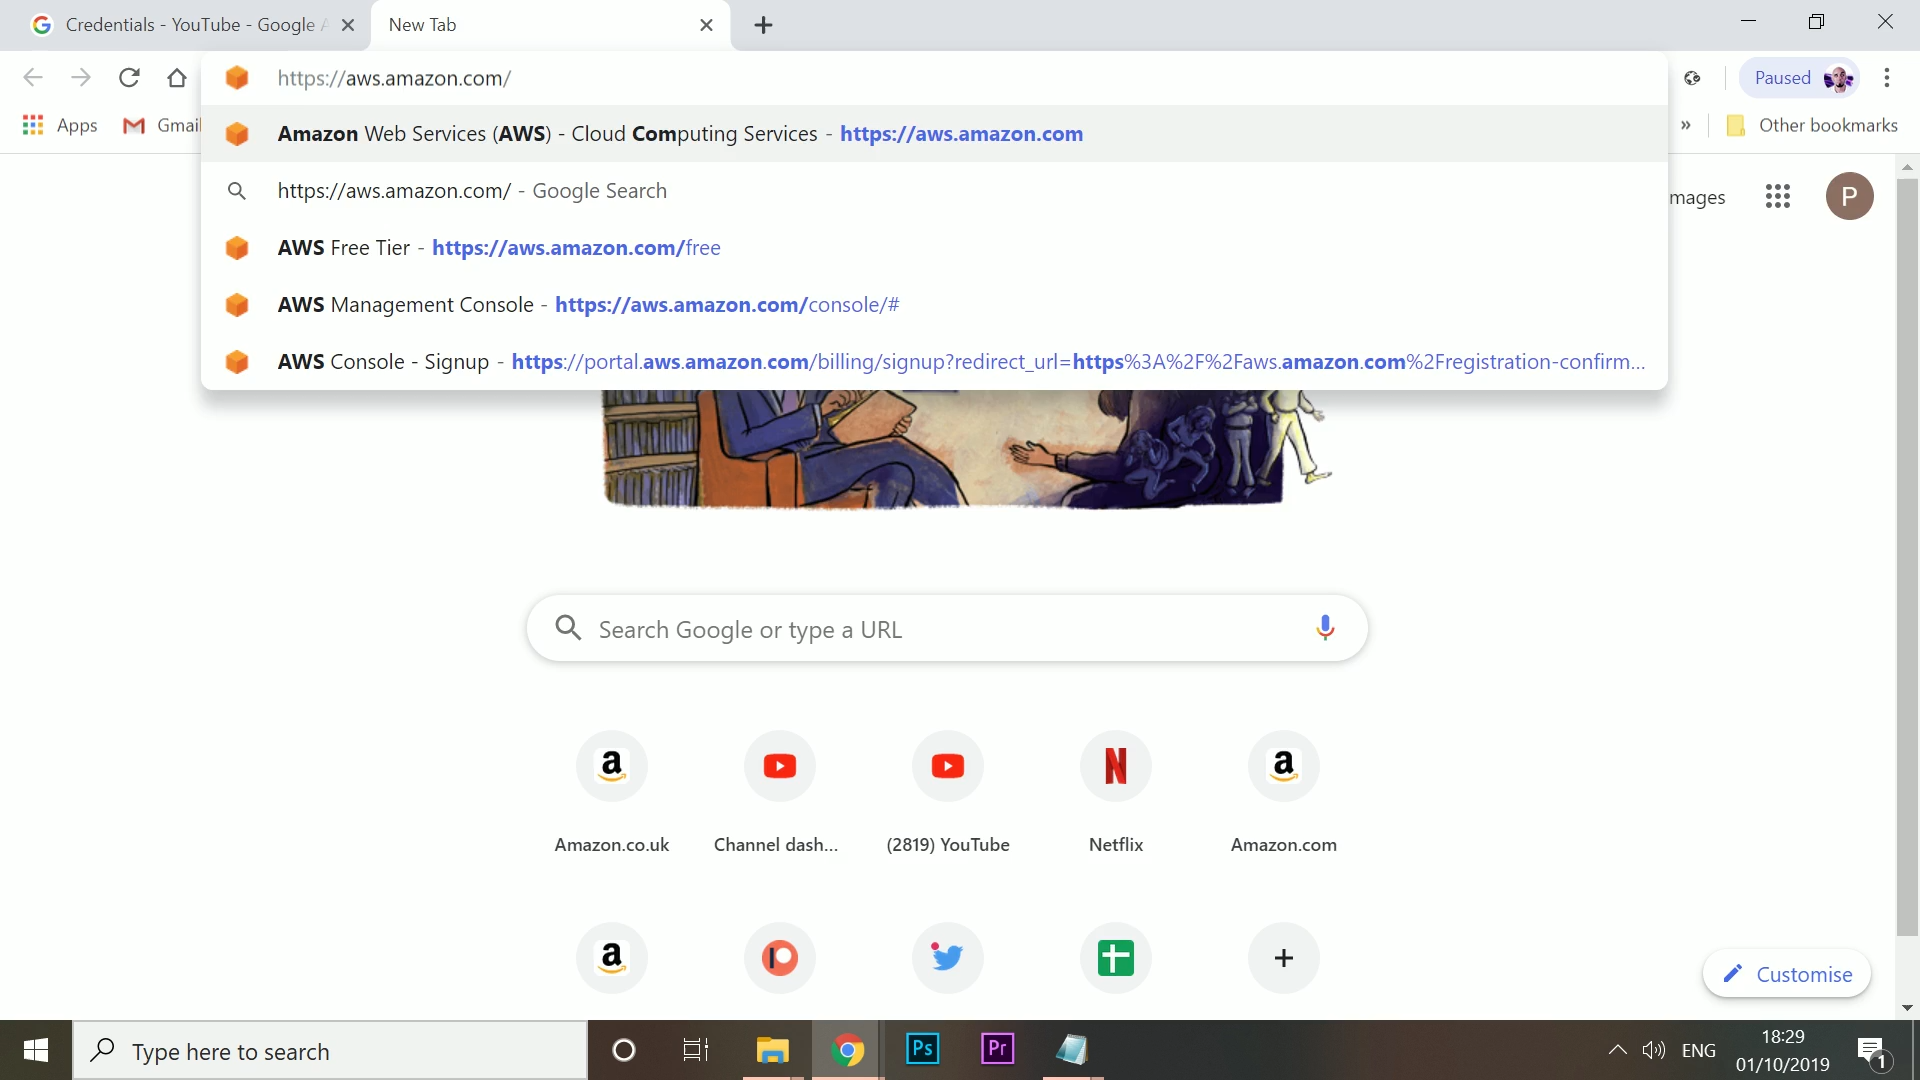 Credentials - YouTube - Google A
New Tab
https://aws.amazon.com/
Paused
Apps
Gmail
Amazon Web Services (AWS) - Cloud Computing Services - https://aws.amazon.com
»
Other bookmarks
https://aws.amazon.com/ - Google Search
mages
P
AWS Free Tier - https://aws.amazon.com/free
AWS Management Console - https://aws.amazon.com/console/#
AWS Console - Signup - https://portal.aws.amazon.com/billing/signup?redirect_url=https%3A%2F%2Faws.amazon.com%2Fregistration-confirm...
Search Google or type a URL
Amazon.co.uk
Channel dash...
(2819) YouTube
Netflix
Amazon.com
Customise
Type here to search
Ps
Pr
ENG
18:29
01/10/2019
1